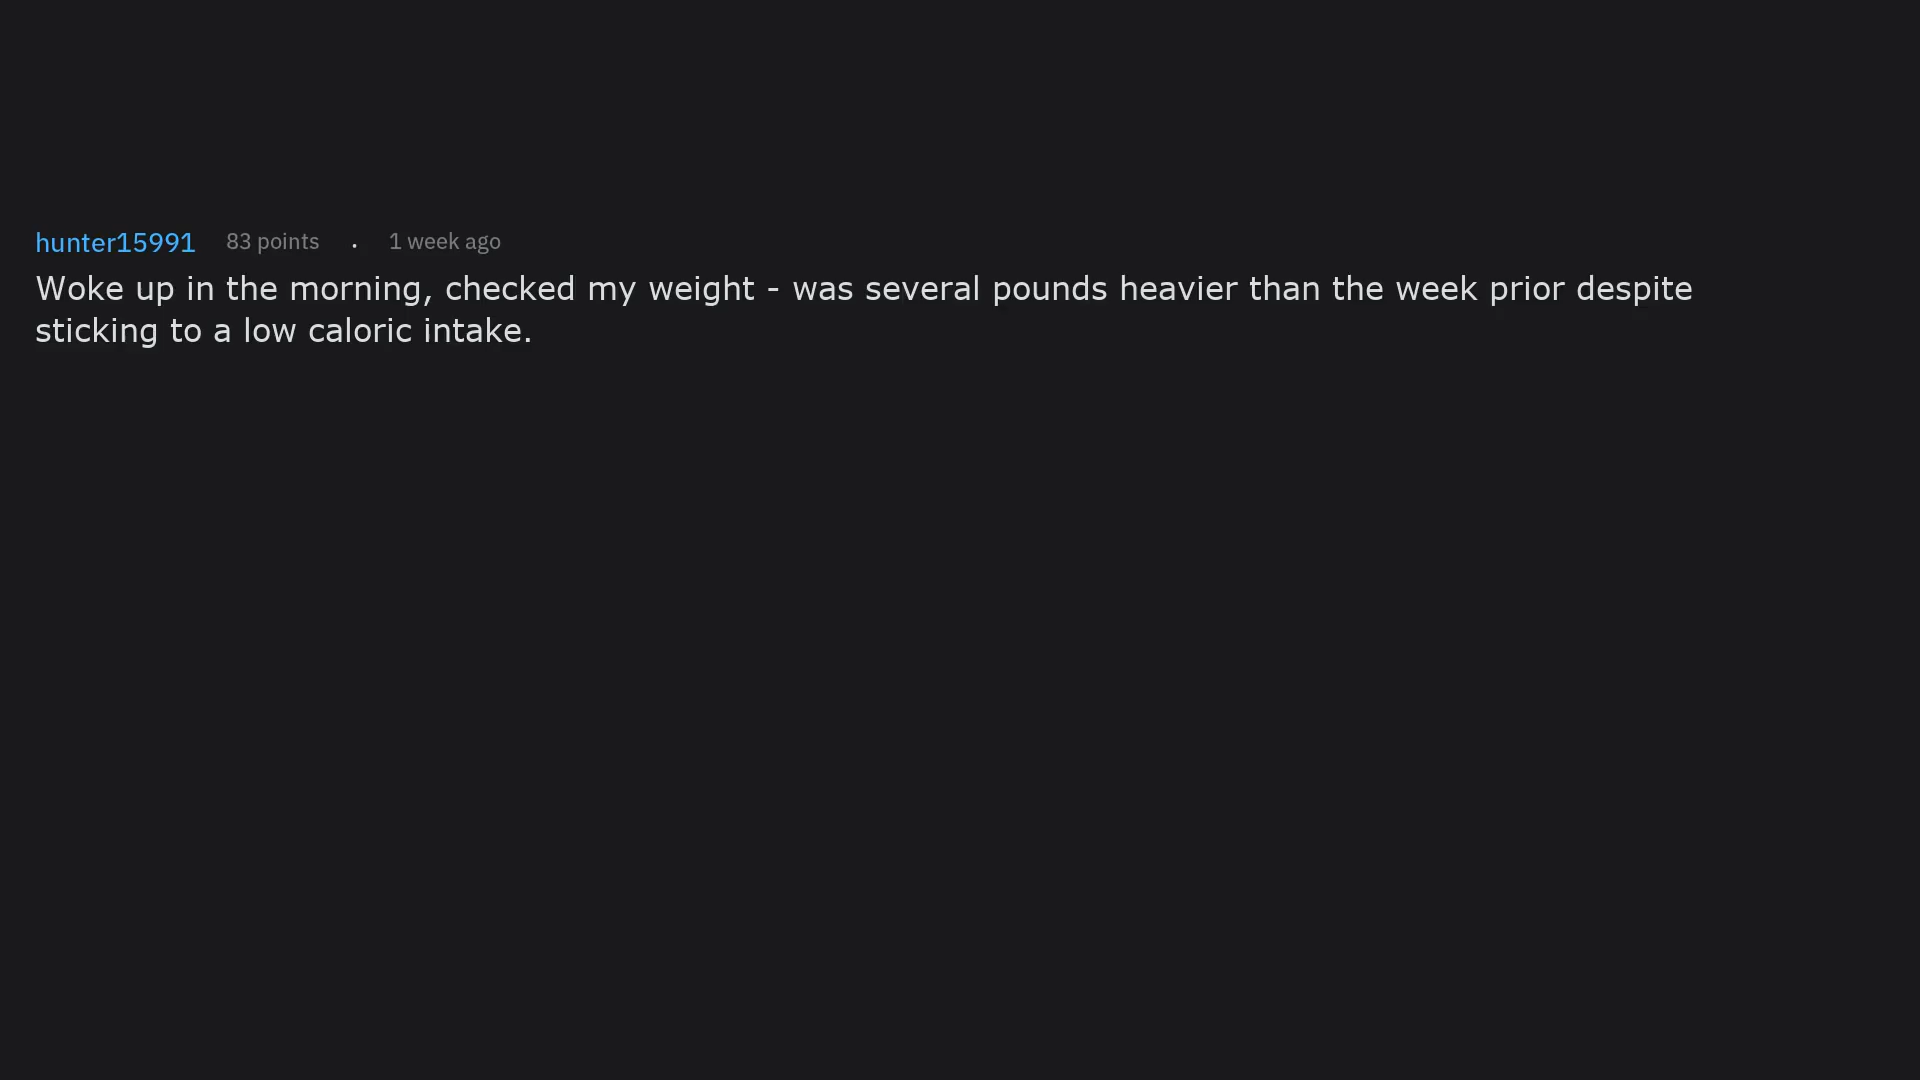 hunter15991 83 points . 1 week ago
Woke up in the morning, checked my weight - was several pounds heavier than the week prior despite
sticking to a low caloric intake.